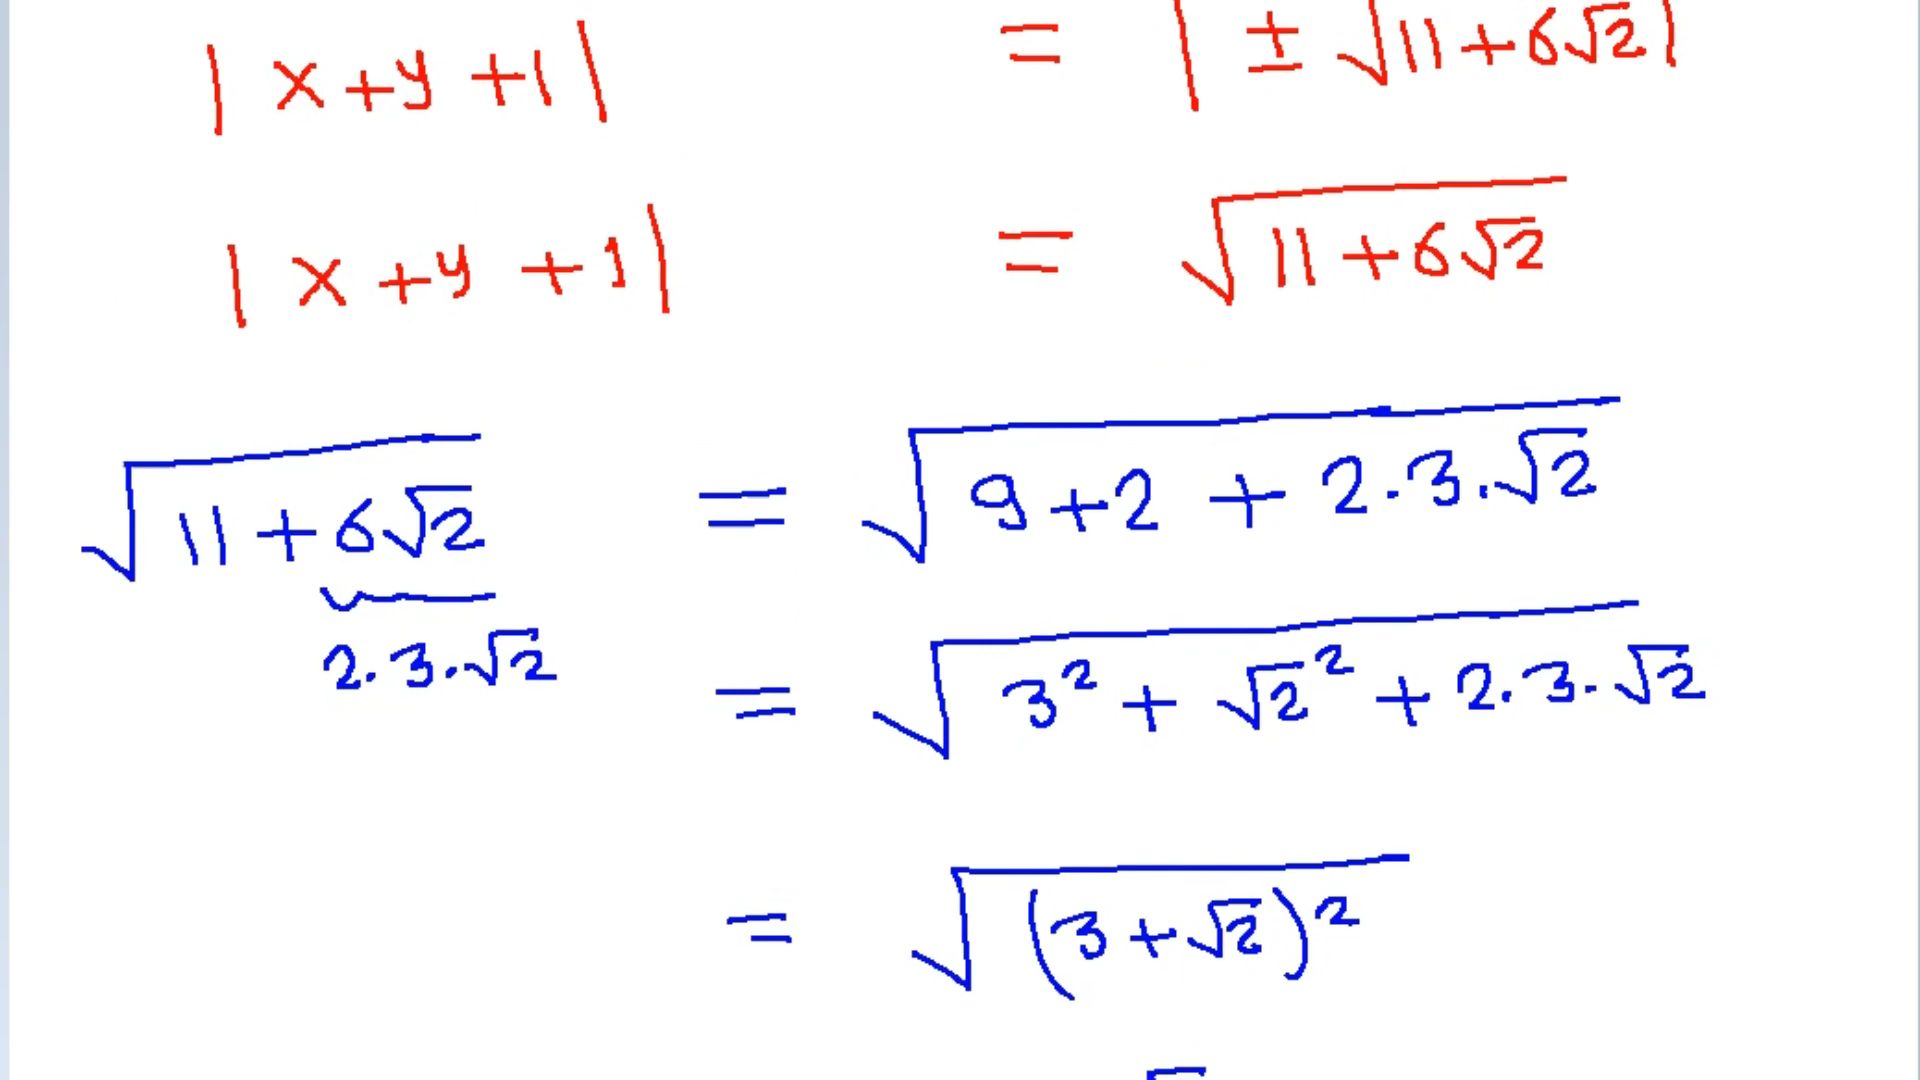 | x + y + 1 | = | ± √11 + 6√2 |
| x + y + 1 | = √11 + 6√2
√11 + 6√2 = √9 + 2 + 2.3.√2
2.3.√2
= √3² + √2² + 2.3.√2
= √(3 + √2)²